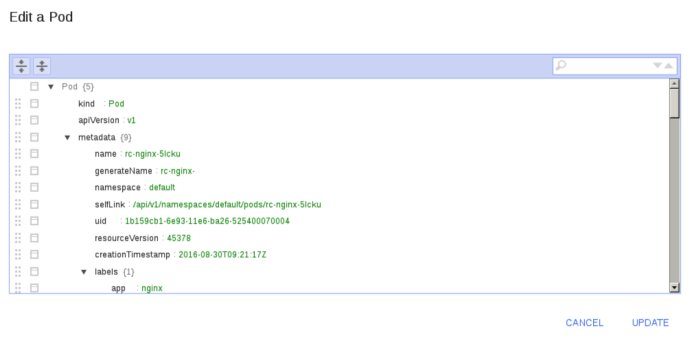 Edit a Pod
Pod {5}
kind : Pod
apiVersion : v1
metadata {9}
name : rc-nginx-5lcku
generateName : rc-nginx-
namespace : default
selfLink : /api/v1/namespaces/default/pods/rc-nginx-5lcku
uid : 1b159cb1-6e93-11e6-ba26-525400070004
resourceVersion : 45378
creationTimestamp : 2016-08-30T09:21:17Z
labels {1}
app : nginx
CANCEL UPDATE